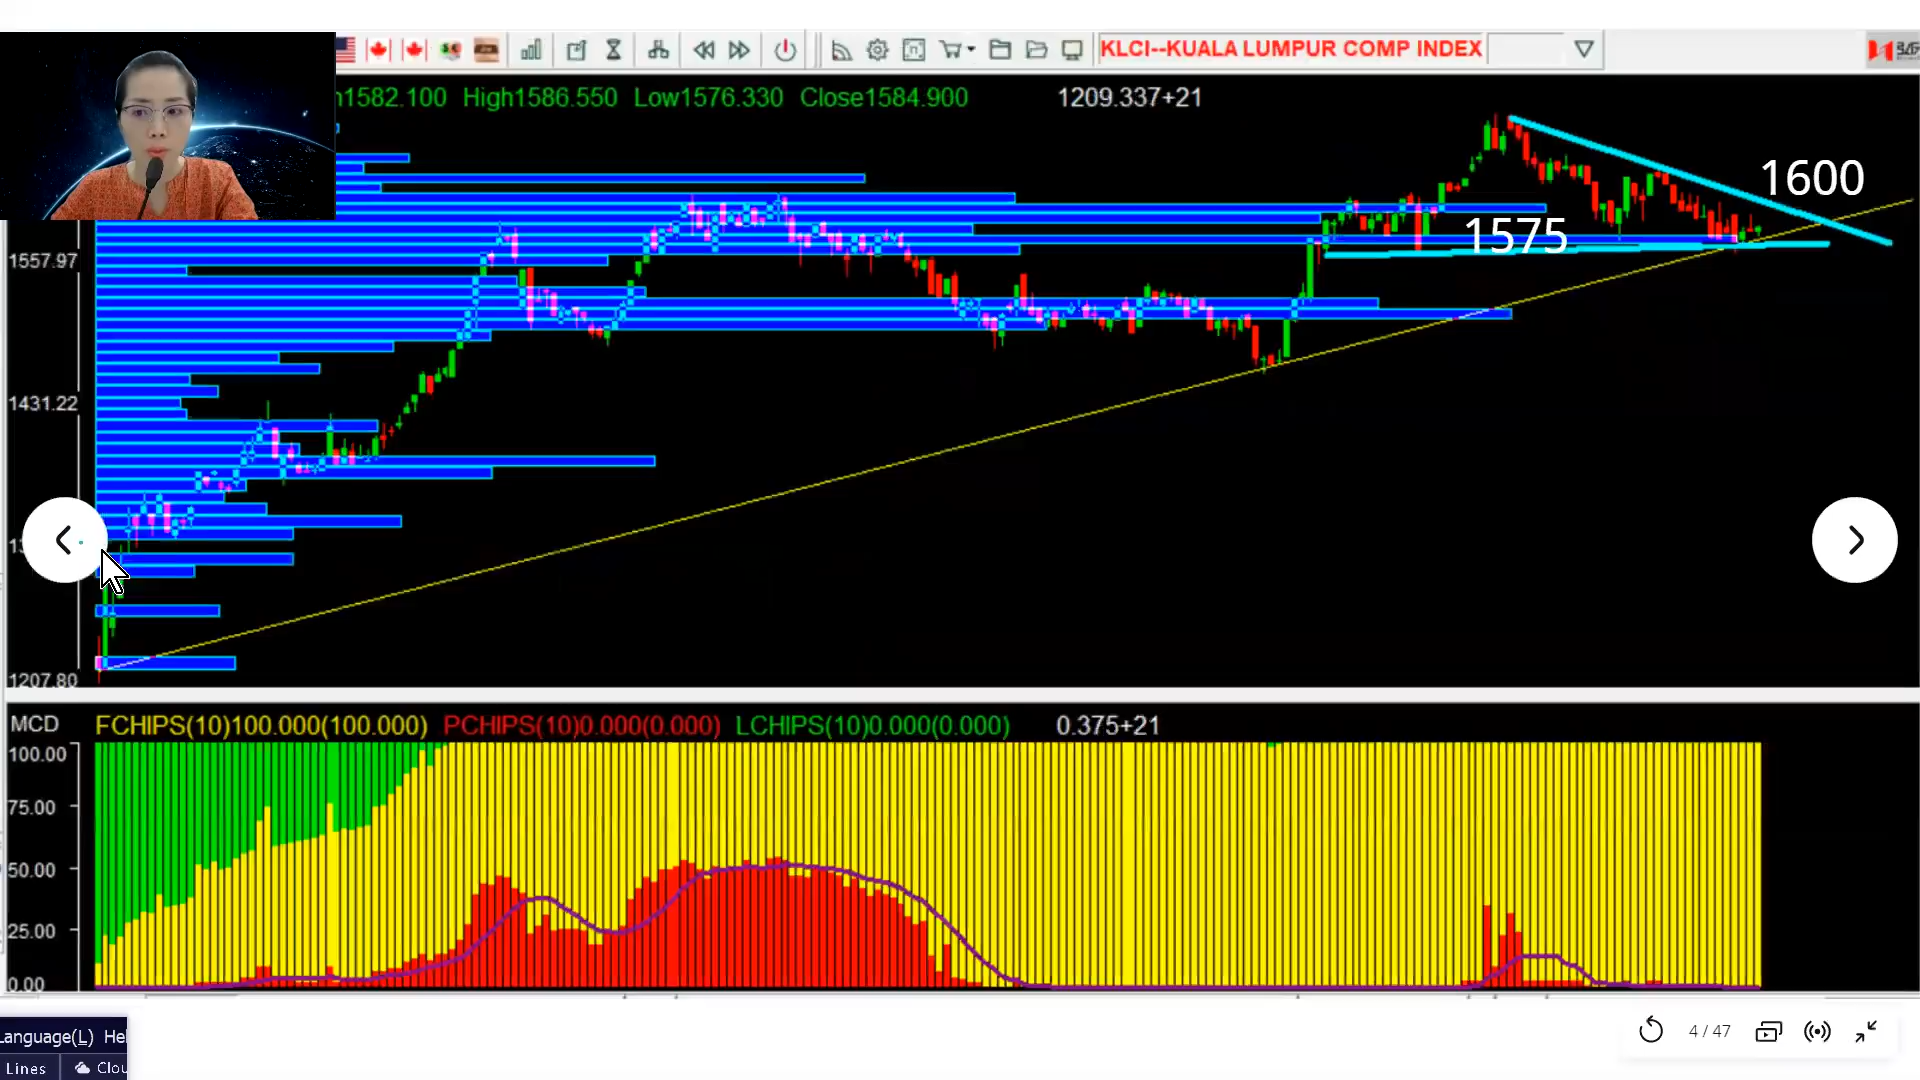 KLCI--KUALA LUMPUR COMP INDEX
1582.100 High1586.550 Low1576.330 Close1584.900 1209.337+21
1600
1575
1557.97
1431.22
1207.80
MCD FCHIPS(10)100.000(100.000) PCHIPS(10)0.000(0.000) LCHIPS(10)0.000(0.000) 0.375+21
100.00
75.00
50.00
25.00
0.00
Language(L)
Lines
4 / 47